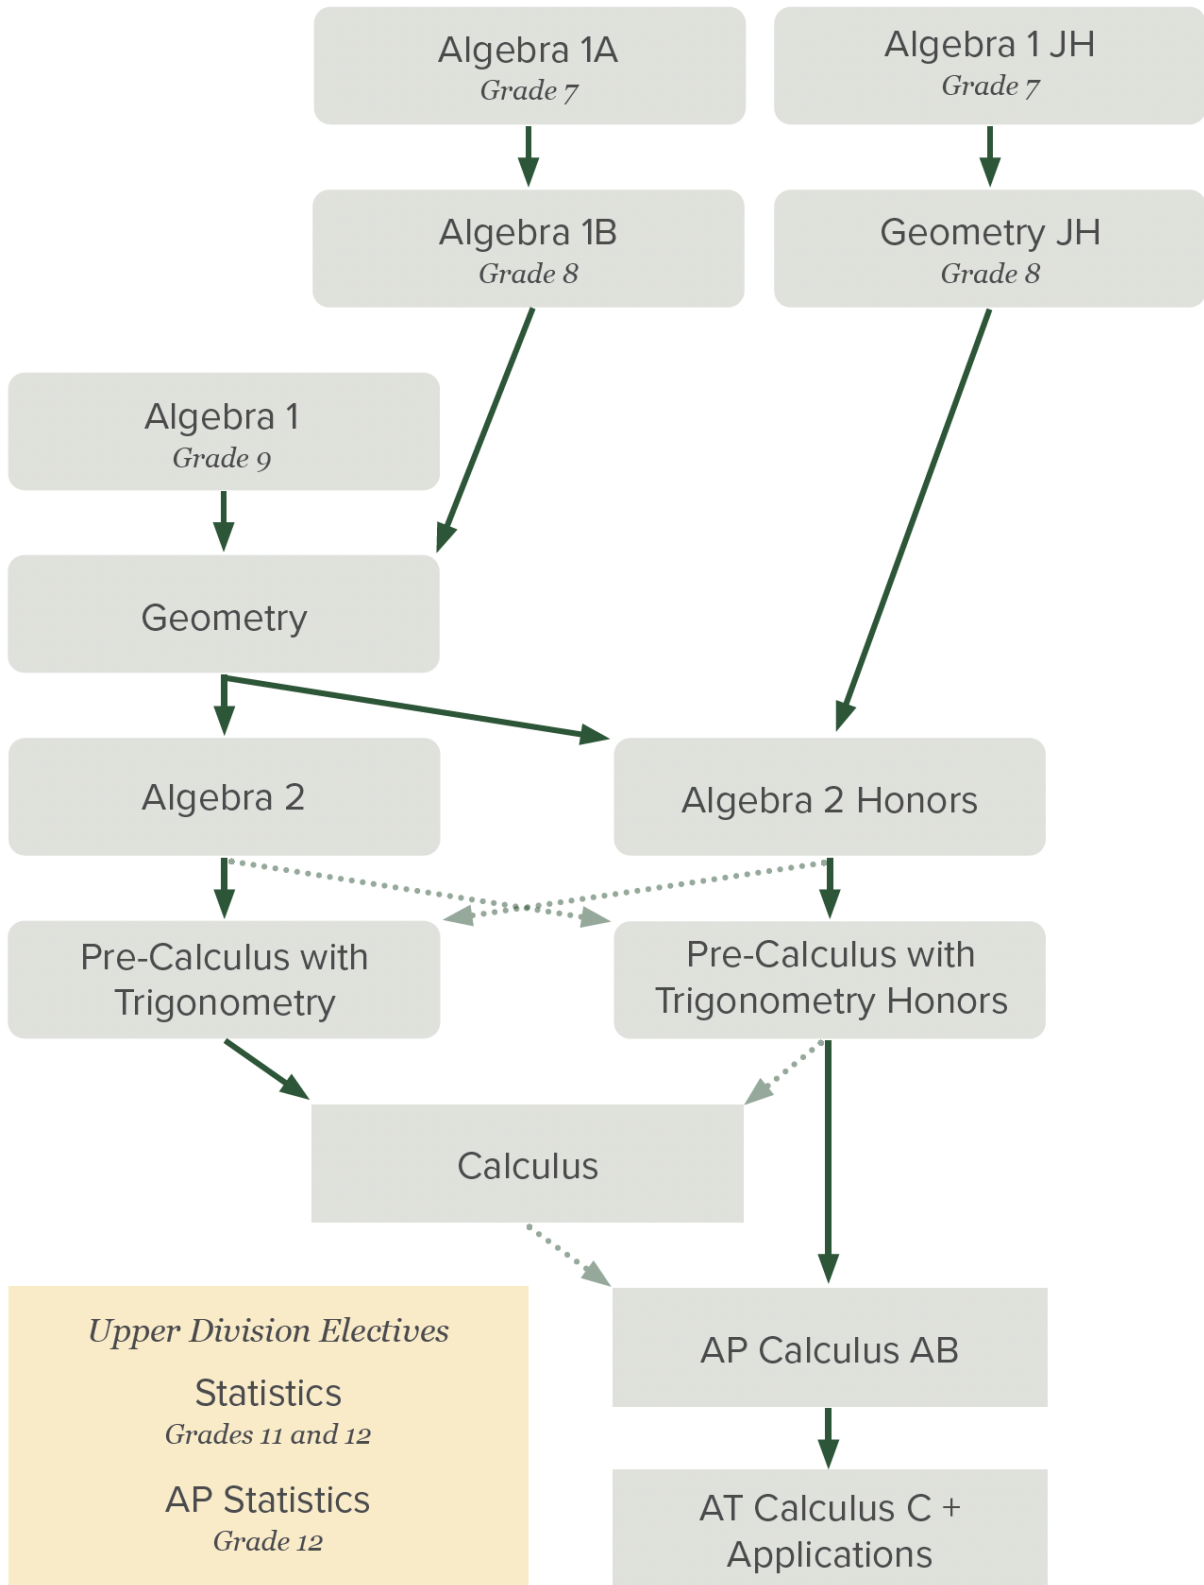 Algebra 1A
Grade 7
Algebra 1 JH
Grade 7
Algebra 1B
Grade 8
Geometry JH
Grade 8
Algebra 1
Grade 9
Geometry
Algebra 2
Algebra 2 Honors
Pre-Calculus with
Trigonometry
Pre-Calculus with
Trigonometry Honors
Calculus
Upper Division Electives
Statistics
Grades 11 and 12
AP Statistics
Grade 12
AP Calculus AB
AT Calculus C +
Applications